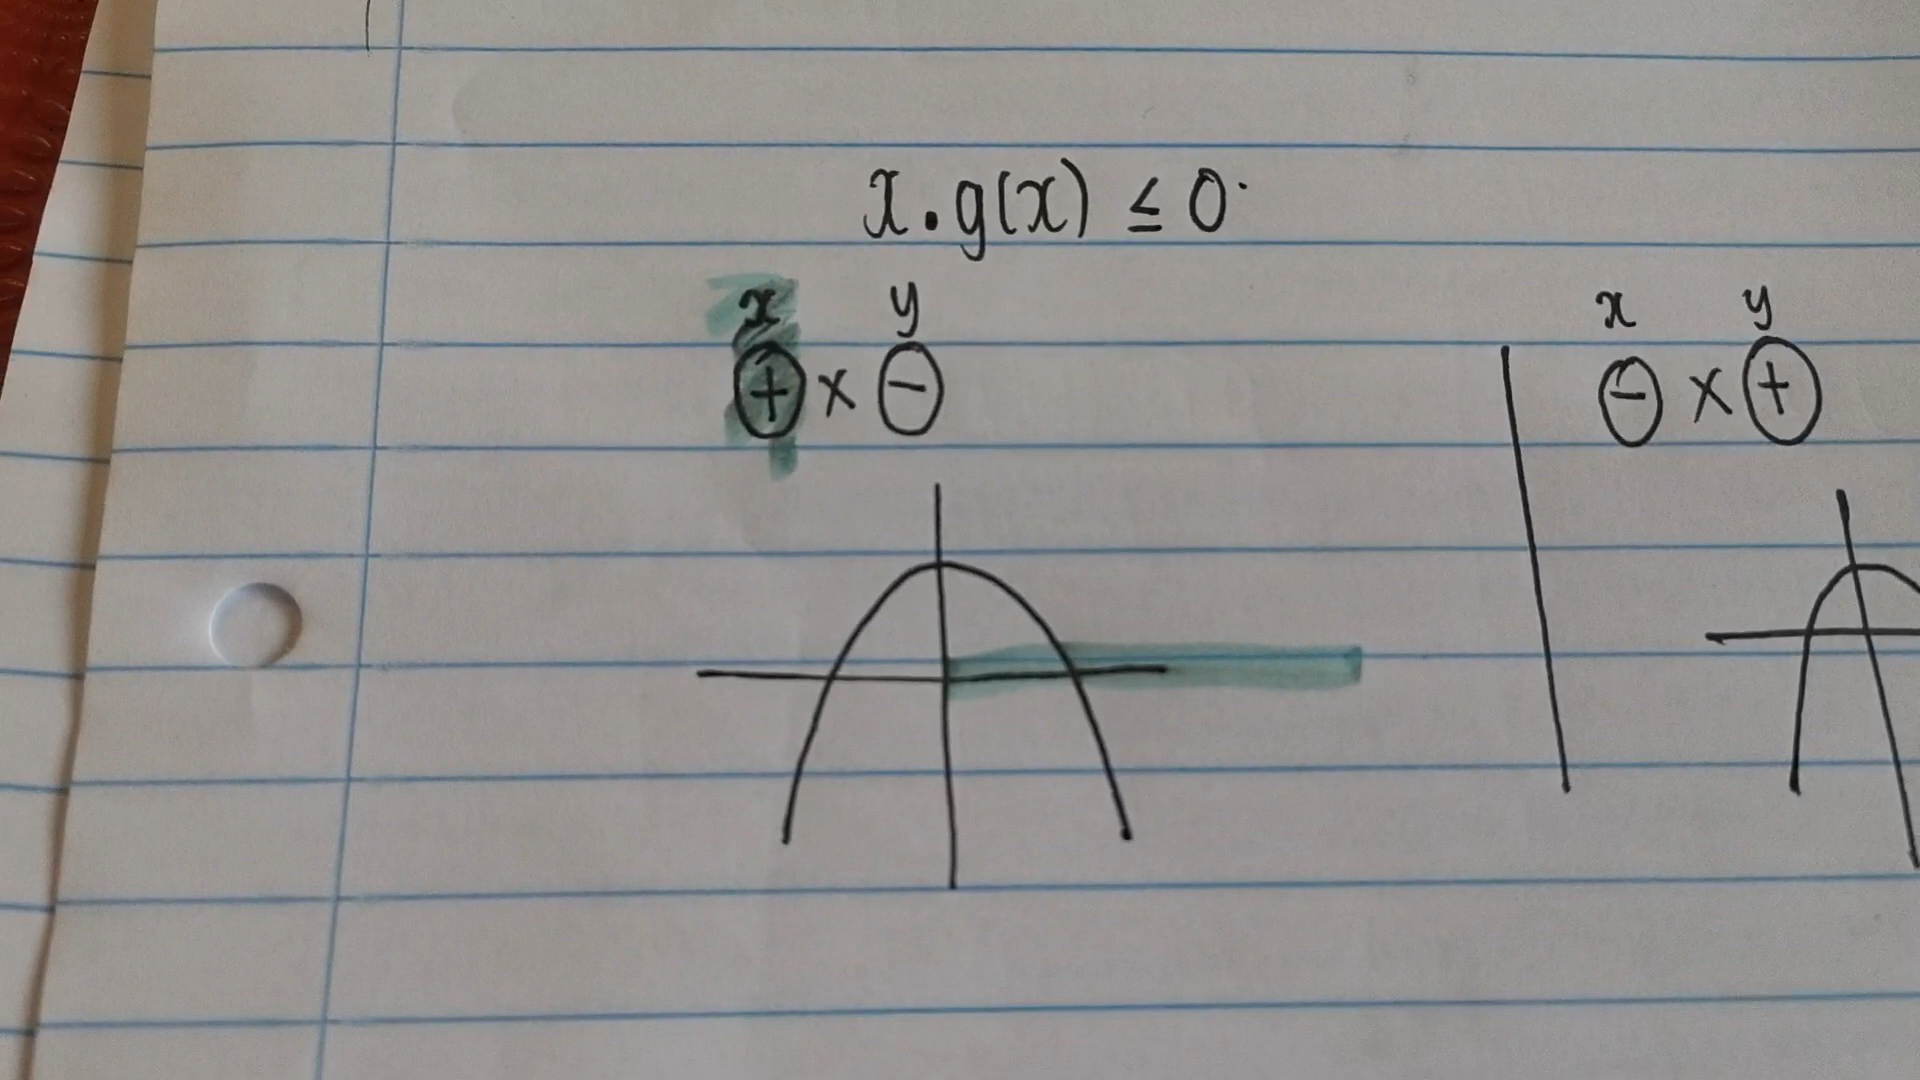 x . g(x) ≤ 0
x y x y
+ x - - x +